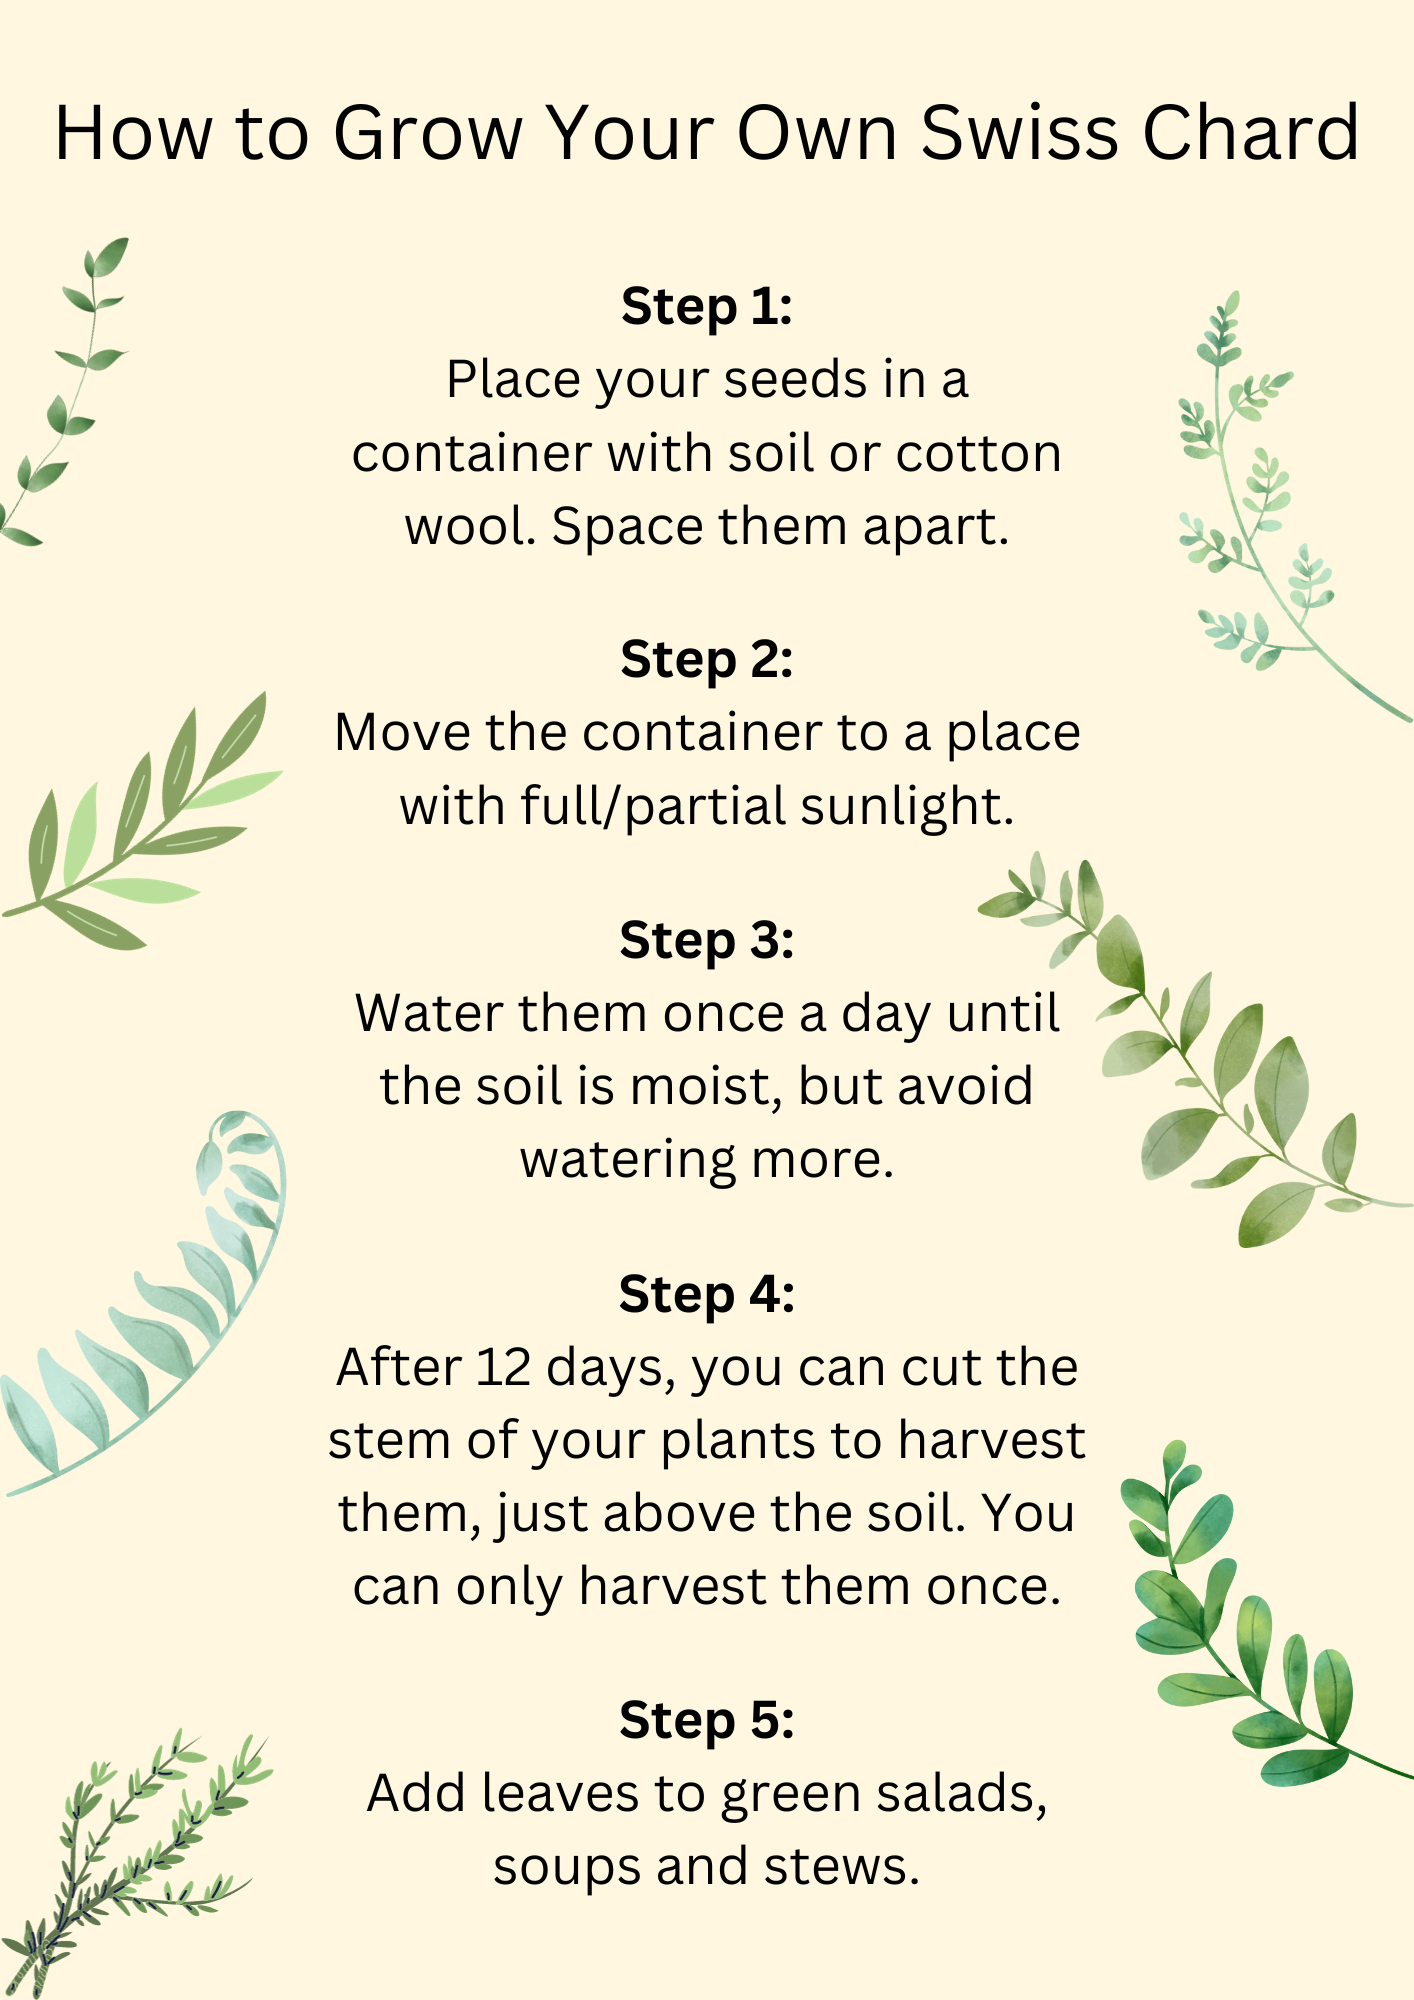 How to Grow Your Own Swiss Chard
Step 1:
Place your seeds in a
container with soil or cotton
wool. Space them apart.
Step 2:
Move the container to a place
with full/partial sunlight.
Step 3:
Water them once a day until
the soil is moist, but avoid
watering more.
Step 4:
After 12 days, you can cut the
stem of your plants to harvest
them, just above the soil. You
can only harvest them once.
Step 5:
Add leaves to green salads,
soups and stews.